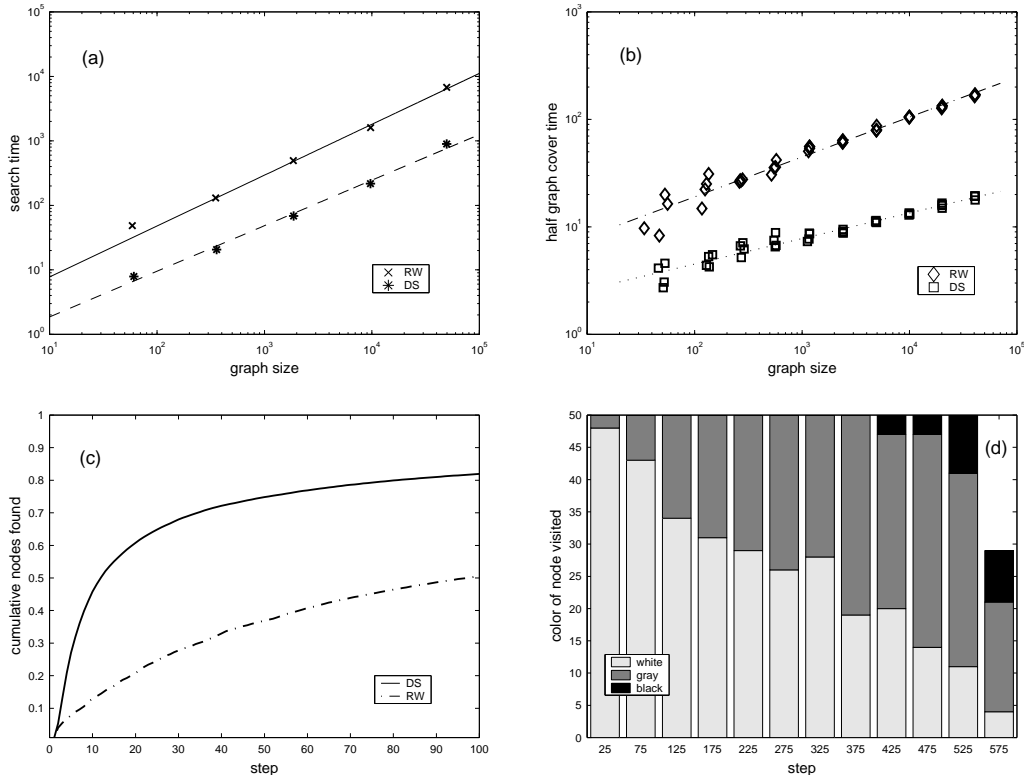 (a)
10^5
10^4
10^3
10^2
10^1
10^0
search time
× RW
* DS
10^1 10^2 10^3 10^4 10^5
graph size
(b)
10^3
10^2
10^1
10^0
half graph cover time
◇ RW
□ DS
10^1 10^2 10^3 10^4 10^5
graph size
(c)
1
0.9
0.8
0.7
0.6
0.5
0.4
0.3
0.2
0.1
cumulative nodes found
DS
RW
0 10 20 30 40 50 60 70 80 90 100
step
(d)
50
45
40
35
30
25
20
15
10
5
0
color of node visited
white
gray
black
25 75 125 175 225 275 325 375 425 475 525 575
step